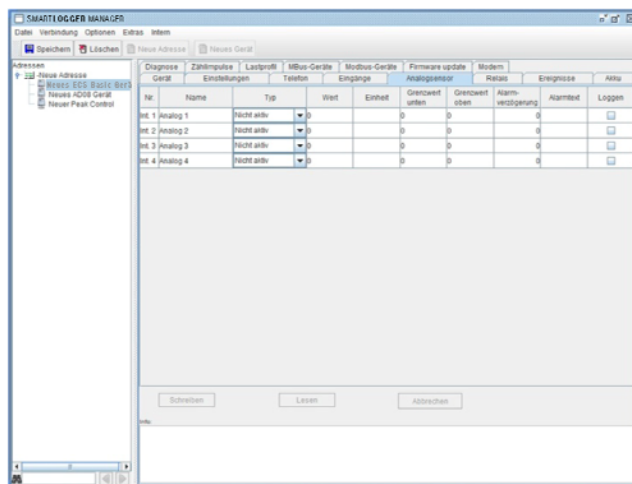 SMARTLOGGER MANAGER
Datei Verbindung Optionen Extras Intern
Speichern Löschen Neue Adresse Neues Gerät
Adressen
Neue Adresse
Neues ECS Basic Gerä
Neues AD08 Gerät
Neuer Peak Control
Diagnose Zählimpulse Lastprofil MBus-Geräte Modbus-Geräte Firmware update Modem
Gerät Einstellungen Telefon Eingänge Analogsensor Relais Ereignisse Akku
Nr. Name Typ Wert Einheit Grenzwert unten Grenzwert oben Alarm-verzögerung Alarmtext Loggen
Int. 1 Analog 1 Nicht aktiv 0 0 0 0
Int. 2 Analog 2 Nicht aktiv 0 0 0 0
Int. 3 Analog 3 Nicht aktiv 0 0 0 0
Int. 4 Analog 4 Nicht aktiv 0 0 0 0
Schreiben Lesen Abbrechen
Info: